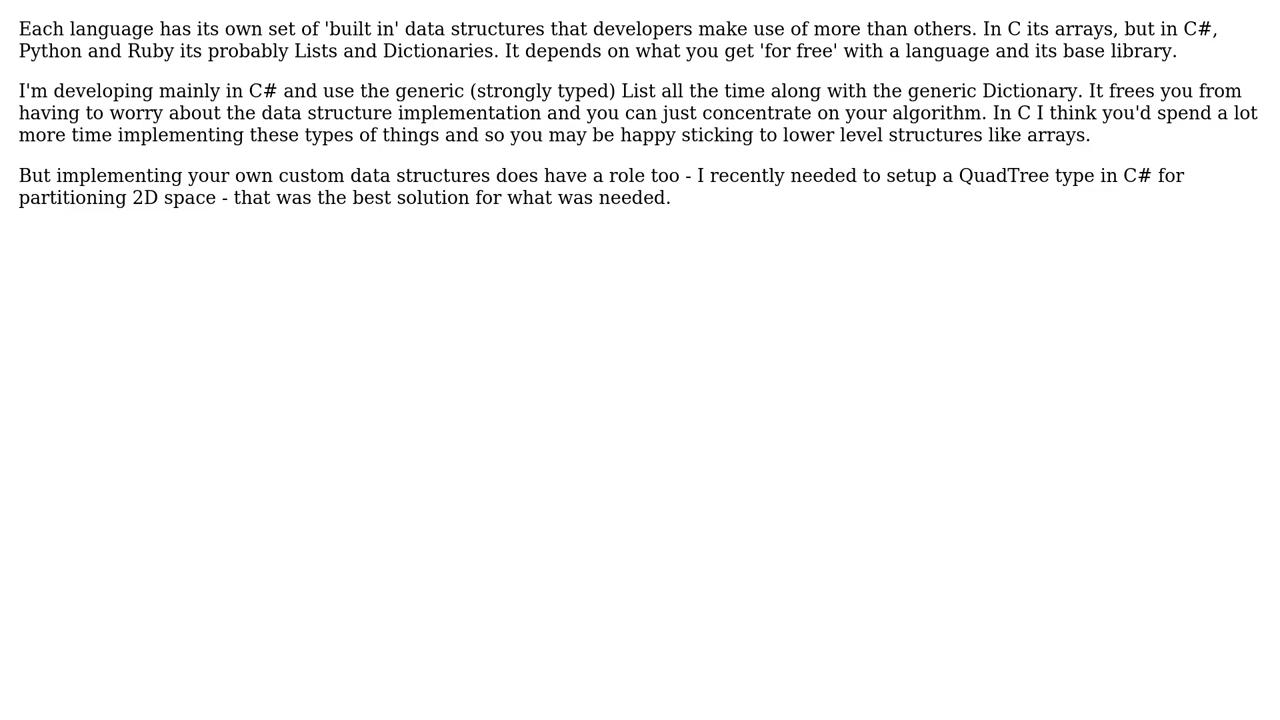 Each language has its own set of 'built in' data structures that developers make use of more than others. In C its arrays, but in C#,
Python and Ruby its probably Lists and Dictionaries. It depends on what you get 'for free' with a language and its base library.
I'm developing mainly in C# and use the generic (strongly typed) List all the time along with the generic Dictionary. It frees you from
having to worry about the data structure implementation and you can just concentrate on your algorithm. In C I think you'd spend a lot
more time implementing these types of things and so you may be happy sticking to lower level structures like arrays.
But implementing your own custom data structures does have a role too - I recently needed to setup a QuadTree type in C# for
partitioning 2D space - that was the best solution for what was needed.